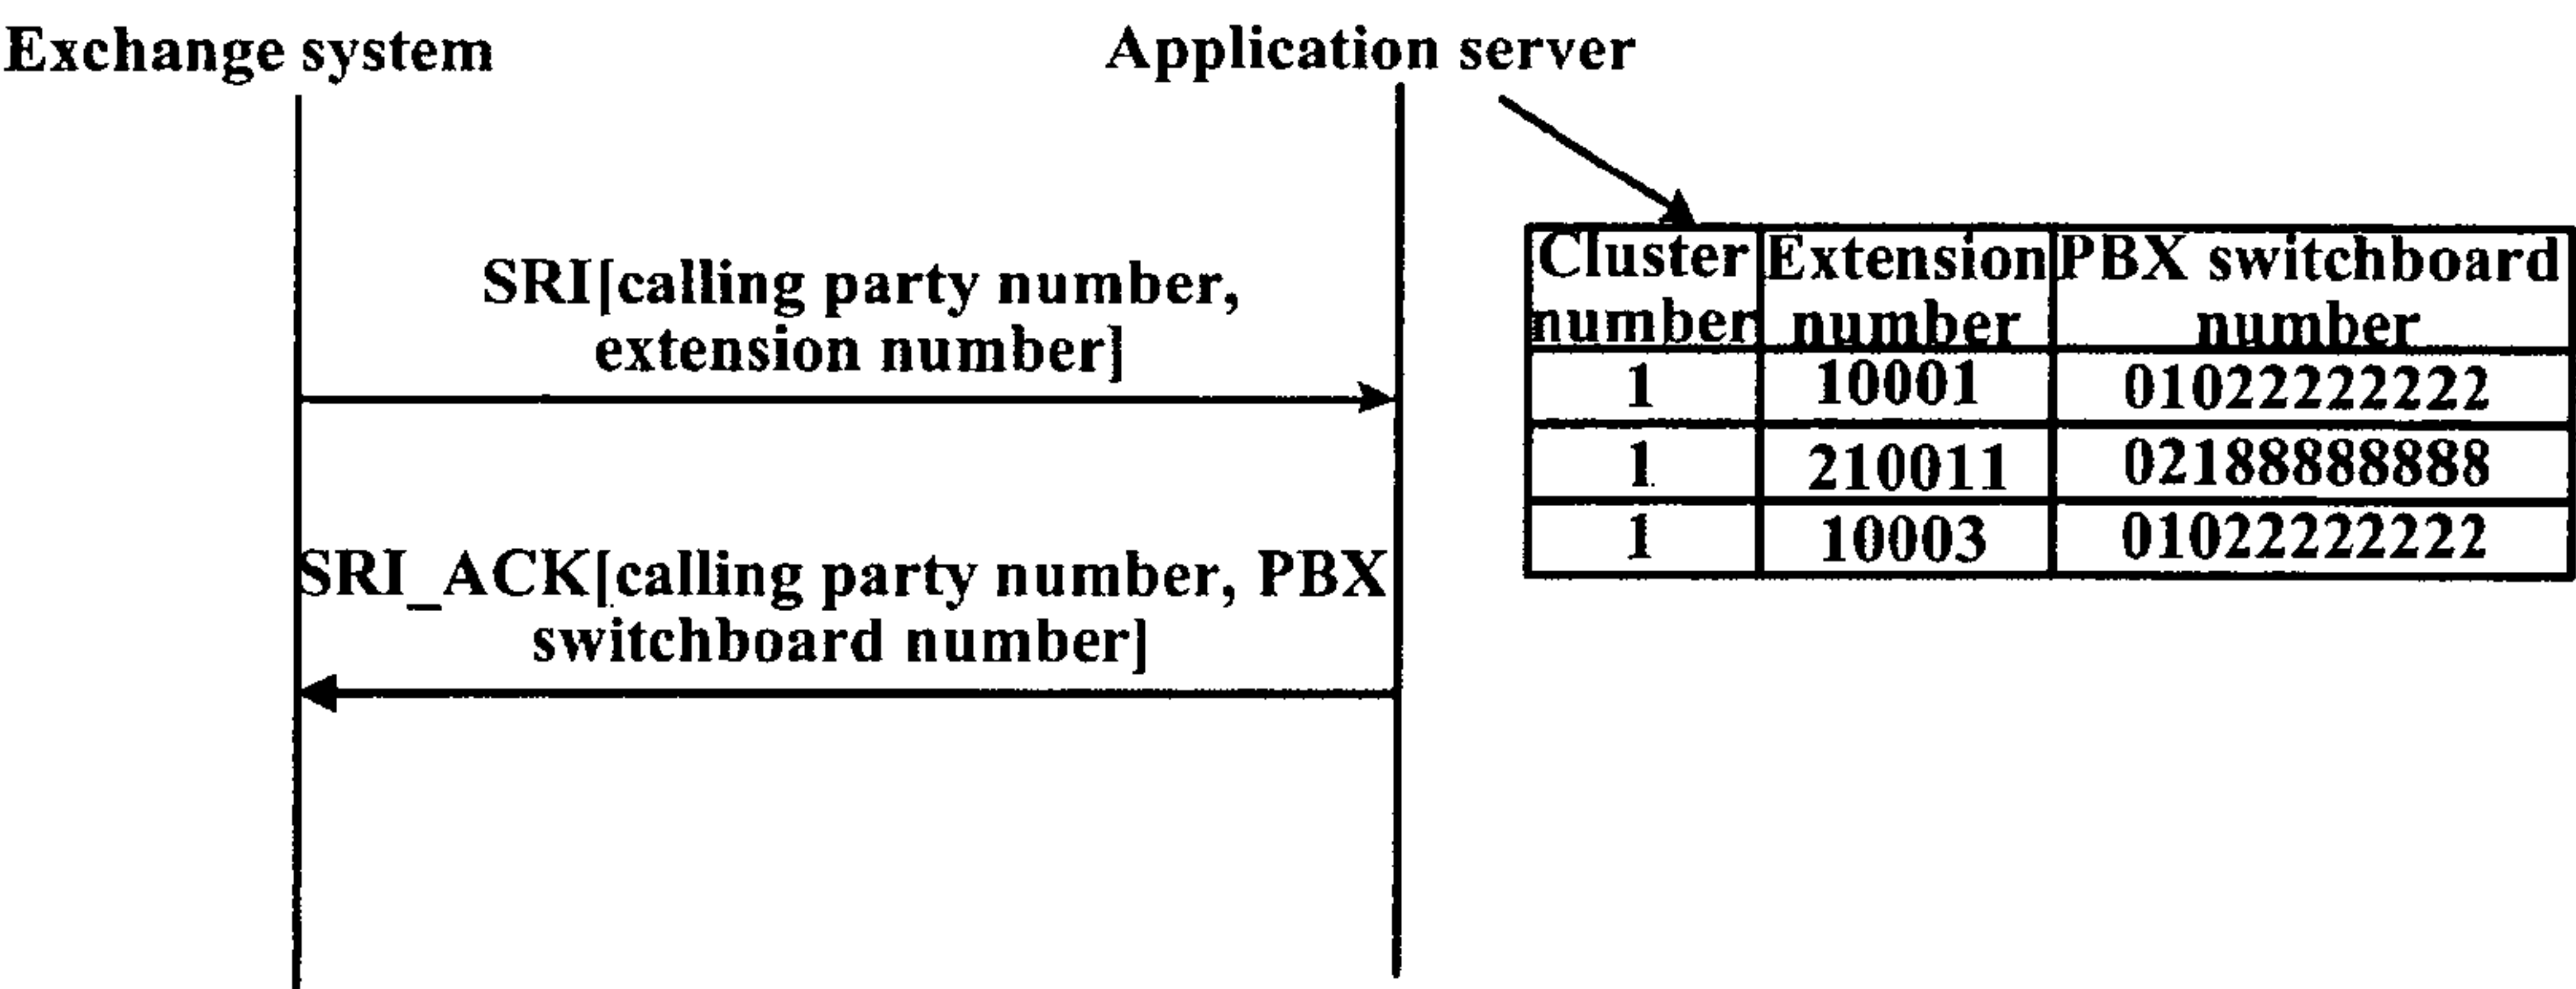 Exchange system
Application server
SRI[calling party number,
extension number]
SRI_ACK[calling party number, PBX
switchboard number]
Cluster number Extension number PBX switchboard number
1 10001 01022222222
1 210011 02188888888
1 10003 01022222222